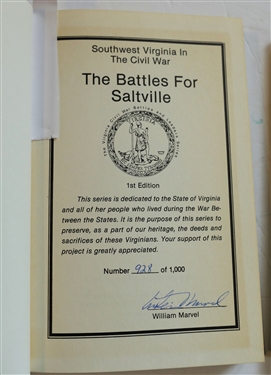 Southwest Virginia In
The Civil War
The Battles For
Saltville
1st Edition
This series is dedicated to the State of Virginia
and all of her people who lived during the War Be-
tween the States. It is the purpose of this series to
preserve, as a part of our heritage, the deeds and
sacrifices of these Virginians. Your support of this
project is greatly appreciated.
Number 928 of 1,000
William Marvel